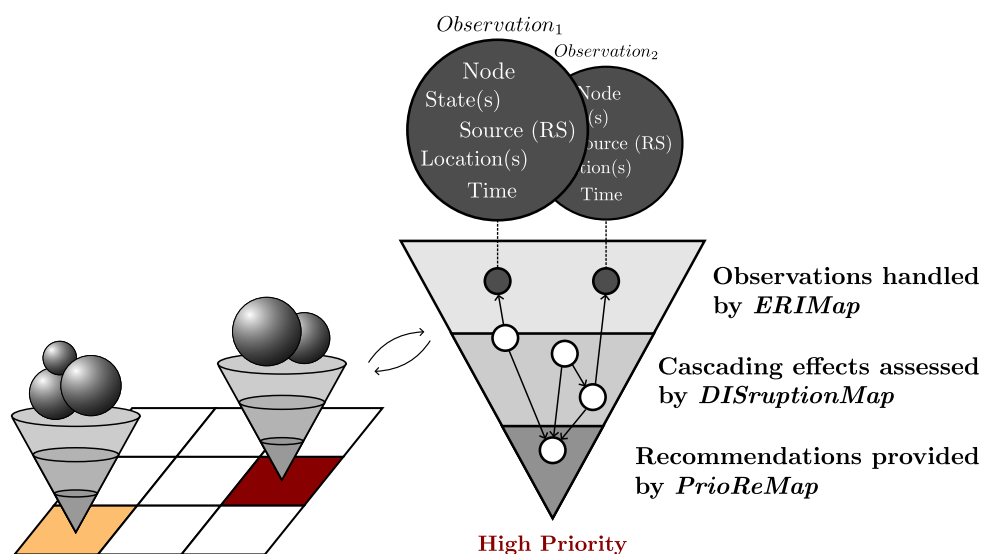 Observation₁
Observation₂
Node
State(s)
Source (RS)
Location(s)
Time
Node
(s)
ource (RS)
tion(s)
Time
Observations handled
by ERIMap
Cascading effects assessed
by DISruptionMap
Recommendations provided
by PrioReMap
High Priority